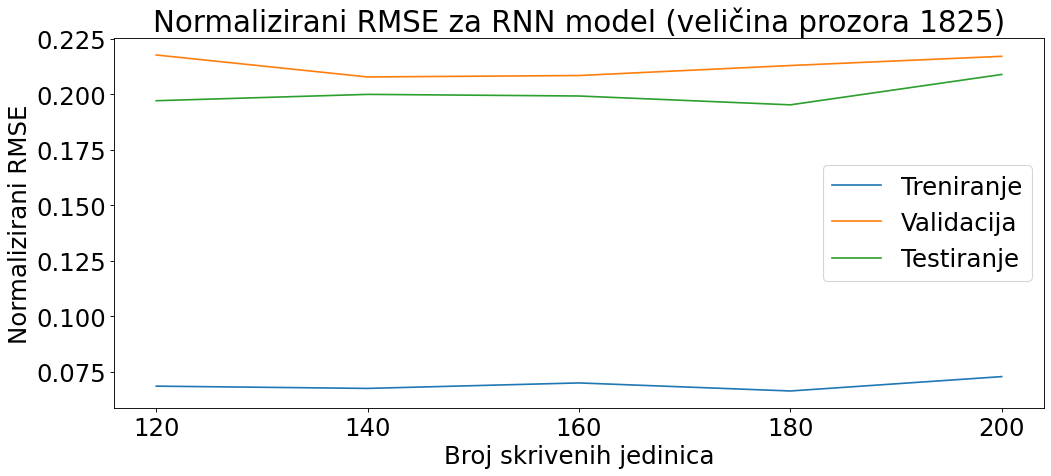 Normalizirani RMSE za RNN model (veličina prozora 1825)
Normalizirani RMSE
0.225
0.200
0.175
0.150
0.125
0.100
0.075
Treniranje
Validacija
Testiranje
120 140 160 180 200
Broj skrivenih jedinica